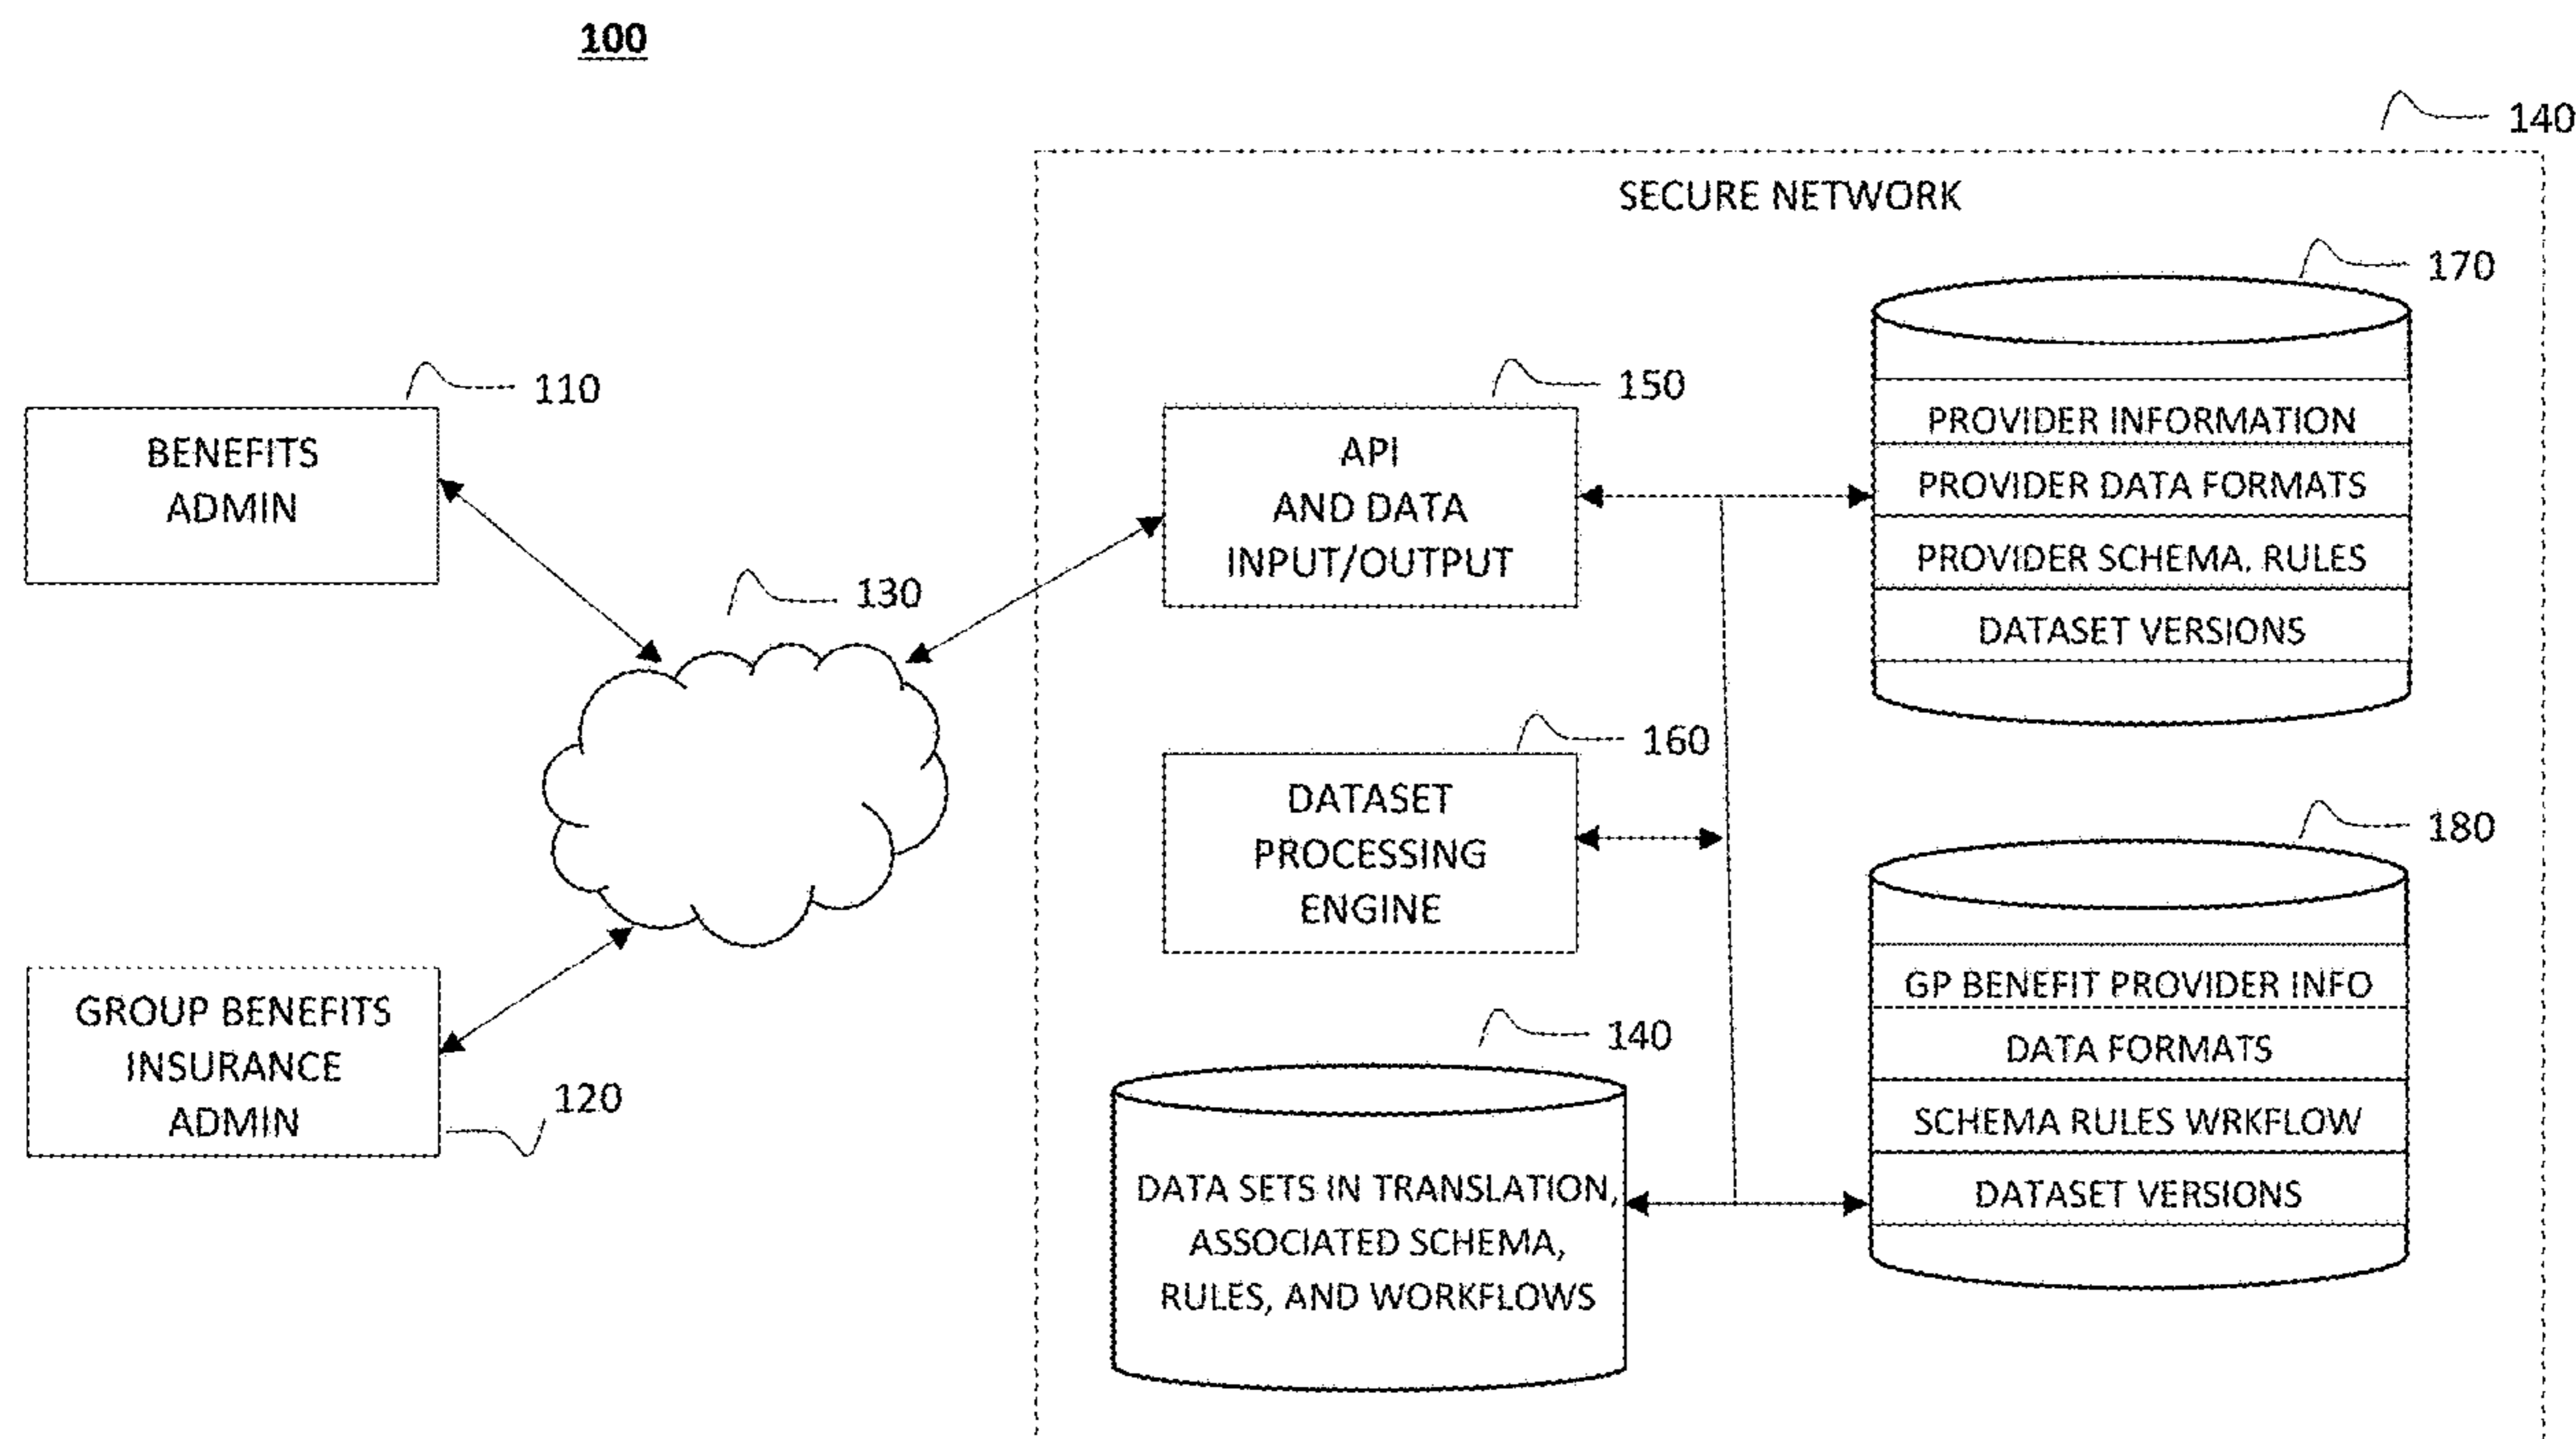 100
140
SECURE NETWORK
170
PROVIDER INFORMATION
PROVIDER DATA FORMATS
PROVIDER SCHEMA. RULES
DATASET VERSIONS
110
BENEFITS
ADMIN
150
API
AND DATA
INPUT/OUTPUT
130
160
DATASET
PROCESSING
ENGINE
180
GP BENEFIT PROVIDER INFO
DATA FORMATS
SCHEMA RULES WRKFLOW
DATASET VERSIONS
GROUP BENEFITS
INSURANCE
ADMIN
120
140
DATA SETS IN TRANSLATION,
ASSOCIATED SCHEMA,
RULES, AND WORKFLOWS